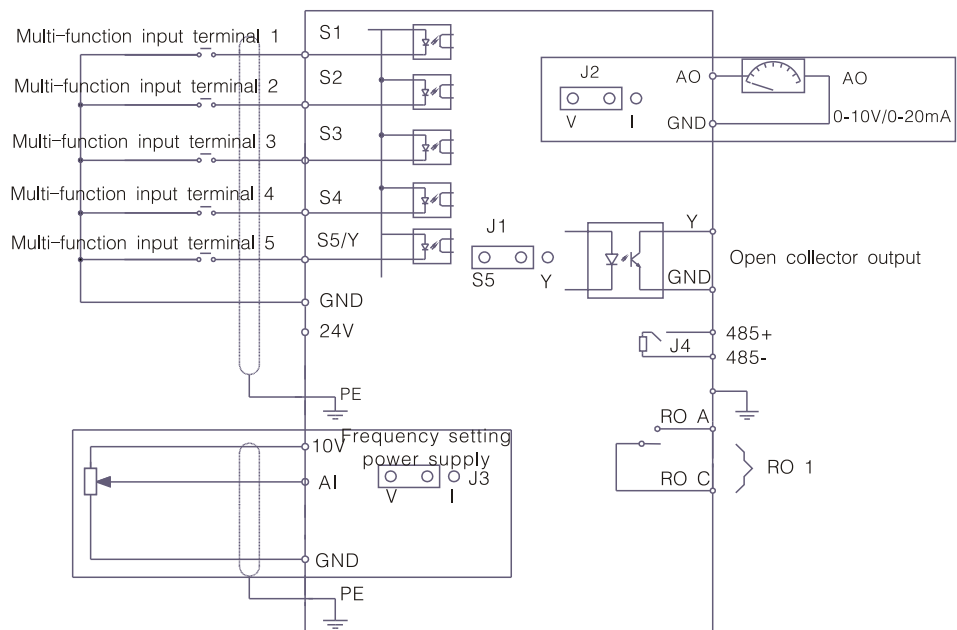 Multi-function input terminal 1
S1
Multi-function input terminal 2
S2
Multi-function input terminal 3
S3
Multi-function input terminal 4
S4
Multi-function input terminal 5
S5/Y
GND
24V
PE
J1
S5
Y
J2
V
I
AO
GND
AO
0-10V/0-20mA
Y
GND
Open collector output
J4
485+
485-
RO A
RO C
RO 1
10V
Frequency setting
power supply
AI
J3
V
I
GND
PE